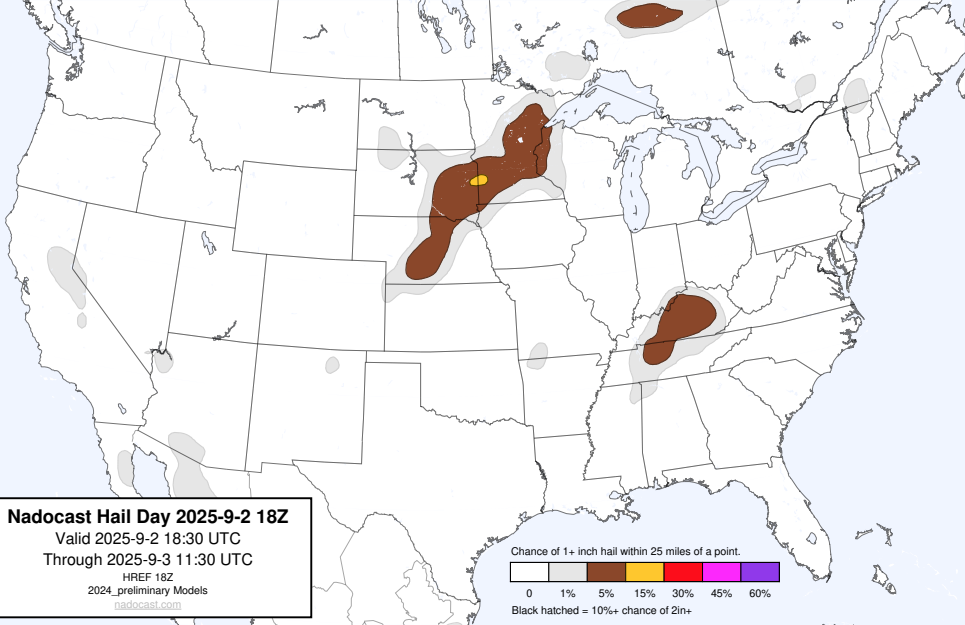 Nadocast Hail Day 2025-9-2 18Z
Valid 2025-9-2 18:30 UTC
Through 2025-9-3 11:30 UTC
HREF 18Z
2024_preliminary Models
nadocast.com
Chance of 1+ inch hail within 25 miles of a point.
0 1% 5% 15% 30% 45% 60%
Black hatched = 10%+ chance of 2in+